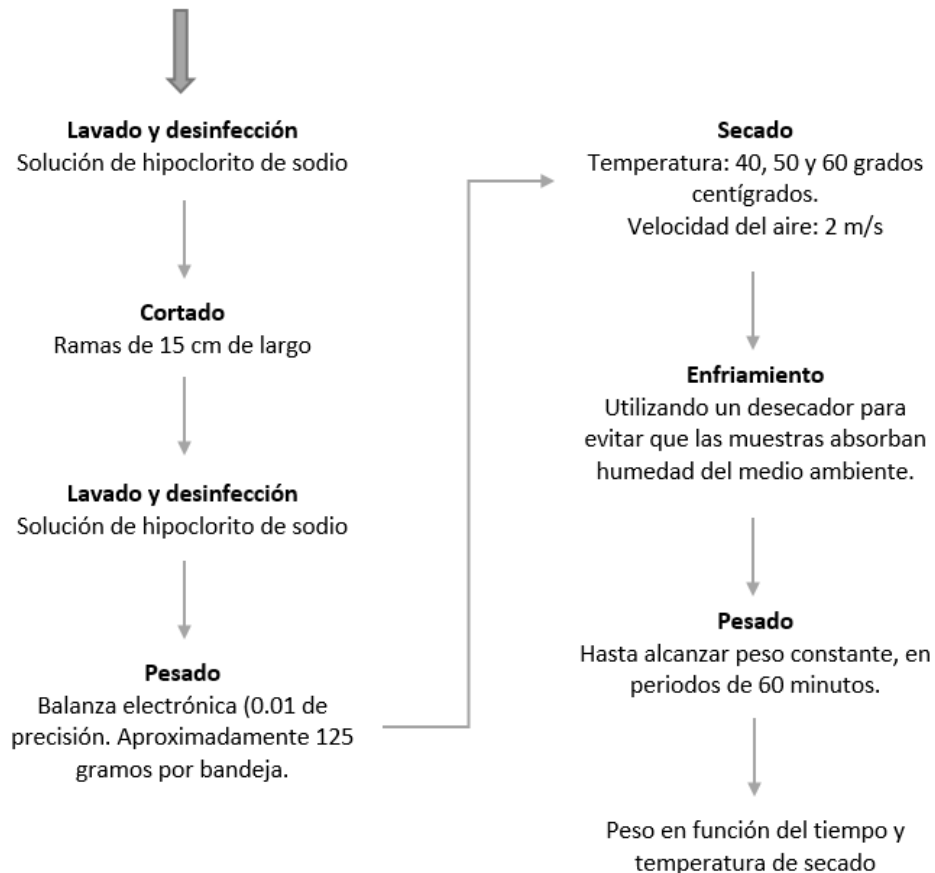 Lavado y desinfección
Solución de hipoclorito de sodio
Cortado
Ramas de 15 cm de largo
Lavado y desinfección
Solución de hipoclorito de sodio
Pesado
Balanza electrónica (0.01 de
precisión. Aproximadamente 125
gramos por bandeja.
Secado
Temperatura: 40, 50 y 60 grados
centígrados.
Velocidad del aire: 2 m/s
Enfriamiento
Utilizando un desecador para
evitar que las muestras absorban
humedad del medio ambiente.
Pesado
Hasta alcanzar peso constante, en
periodos de 60 minutos.
Peso en función del tiempo y
temperatura de secado